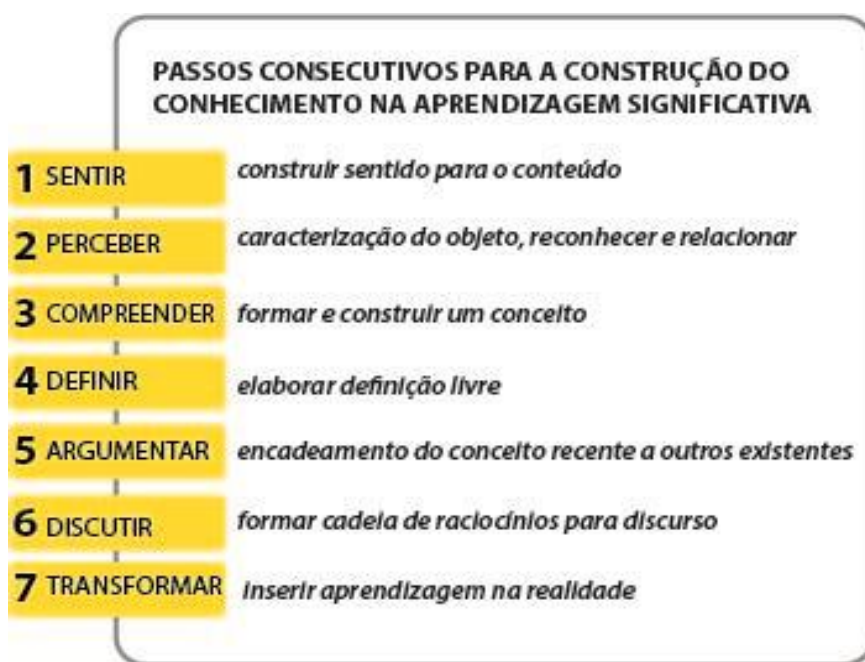 PASSOS CONSECUTIVOS PARA A CONSTRUÇÃO DO
CONHECIMENTO NA APRENDIZAGEM SIGNIFICATIVA
1 SENTIR construir sentido para o conteúdo
2 PERCEBER caracterização do objeto, reconhecer e relacionar
3 COMPREENDER formar e construir um conceito
4 DEFINIR elaborar definição livre
5 ARGUMENTAR encadeamento do conceito recente a outros existentes
6 DISCUTIR formar cadeia de raciocínios para discurso
7 TRANSFORMAR inserir aprendizagem na realidade